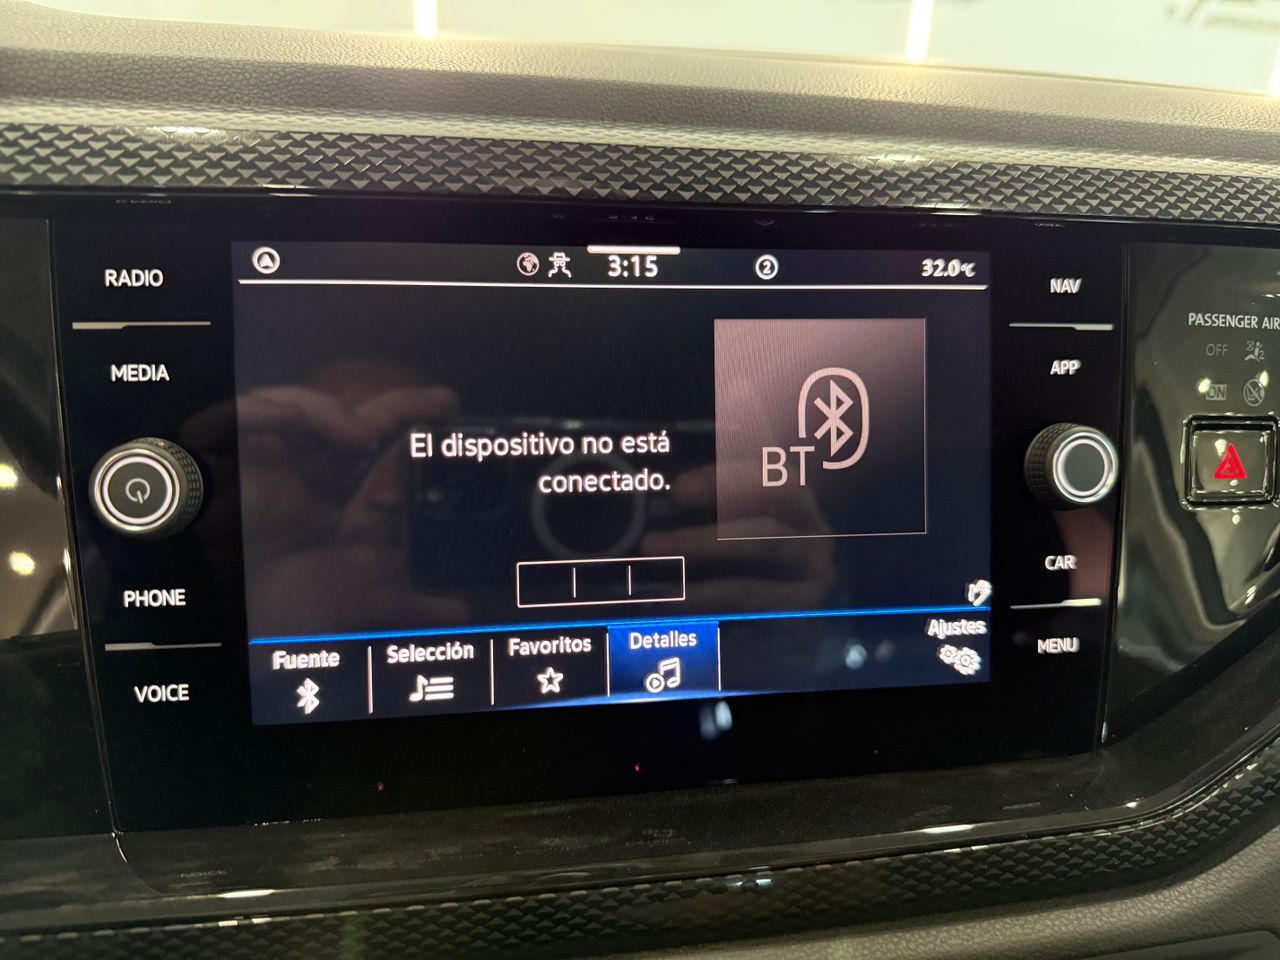 RADIO
MEDIA
PHONE
VOICE
3:15
2
32.0°C
El dispositivo no está
conectado.
BT
Fuente
Selección
Favoritos
Detalles
Ajustes
NAV
APP
CAR
MENU
PASSENGER AIR
OFF
ON